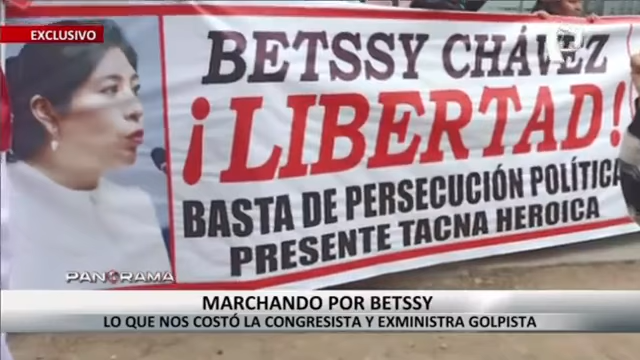 EXCLUSIVO
BETSSY CHÁVEZ
¡LIBERTAD!
BASTA DE PERSECUCIÓN POLÍTICA
PRESENTE TACNA HEROICA
PANORAMA
MARCHANDO POR BETSSY
LO QUE NOS COSTÓ LA CONGRESISTA Y EXMINISTRA GOLPISTA